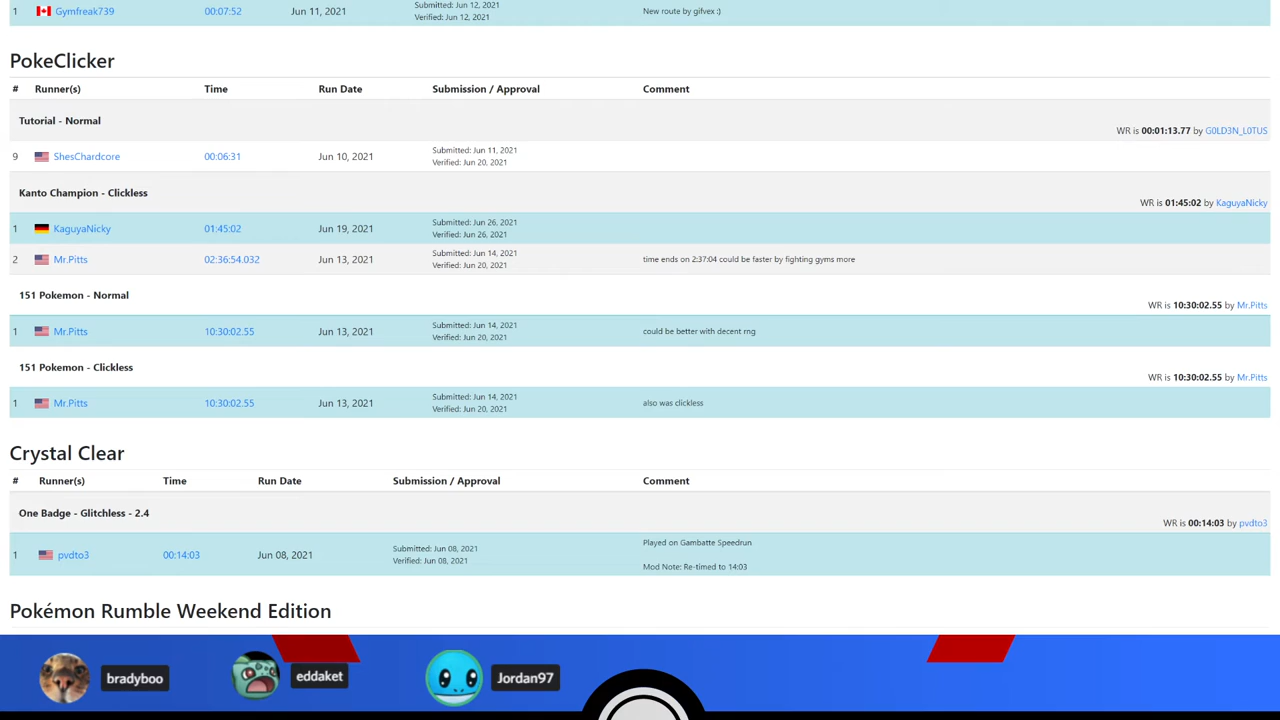 1 Gymfreak739 00:07:52 Jun 11, 2021 Submitted: Jun 12, 2021 New route by gifvex :)
Verified: Jun 12, 2021
PokeClicker
# Runner(s) Time Run Date Submission / Approval Comment
Tutorial - Normal
WR is 00:01:13.77 by G0LD3N_L0TUS
9 ShesChardcore 00:06:31 Jun 10, 2021 Submitted: Jun 11, 2021
Verified: Jun 20, 2021
Kanto Champion - Clickless
WR is 01:45:02 by KaguyaNicky
1 KaguyaNicky 01:45:02 Jun 19, 2021 Submitted: Jun 26, 2021
Verified: Jun 26, 2021
2 Mr.Pitts 02:36:54.032 Jun 13, 2021 Submitted: Jun 14, 2021 time ends on 2:37:04 could be faster by fighting gyms more
Verified: Jun 20, 2021
151 Pokemon - Normal
WR is 10:30:02.55 by Mr.Pitts
1 Mr.Pitts 10:30:02.55 Jun 13, 2021 Submitted: Jun 14, 2021 could be better with decent rng
Verified: Jun 20, 2021
151 Pokemon - Clickless
WR is 10:30:02.55 by Mr.Pitts
1 Mr.Pitts 10:30:02.55 Jun 13, 2021 Submitted: Jun 14, 2021 also was clickless
Verified: Jun 20, 2021
Crystal Clear
# Runner(s) Time Run Date Submission / Approval Comment
One Badge - Glitchless - 2.4
WR is 00:14:03 by pvdto3
1 pvdto3 00:14:03 Jun 08, 2021 Submitted: Jun 08, 2021 Played on Gambatte Speedrun
Verified: Jun 08, 2021
Mod Note: Re-timed to 14:03
Pokémon Rumble Weekend Edition
bradyboo eddaket Jordan97